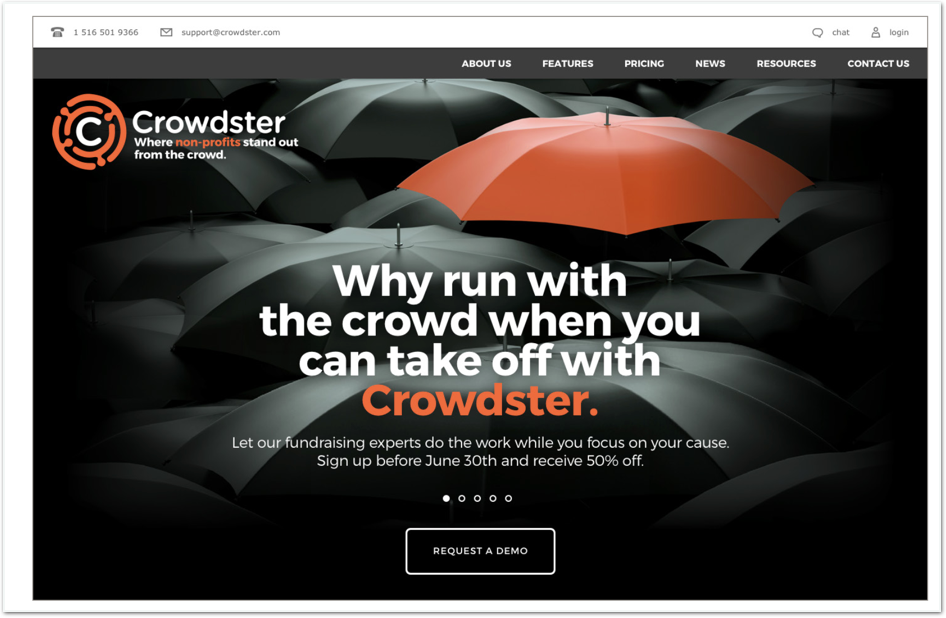 1 516 501 9366
support@crowdster.com
chat
login
ABOUT US
FEATURES
PRICING
NEWS
RESOURCES
CONTACT US
C
Crowdster
Where non-profits stand out
from the crowd.
Why run with
the crowd when you
can take off with
Crowdster.
Let our fundraising experts do the work while you focus on your cause.
Sign up before June 30th and receive 50% off.
REQUEST A DEMO